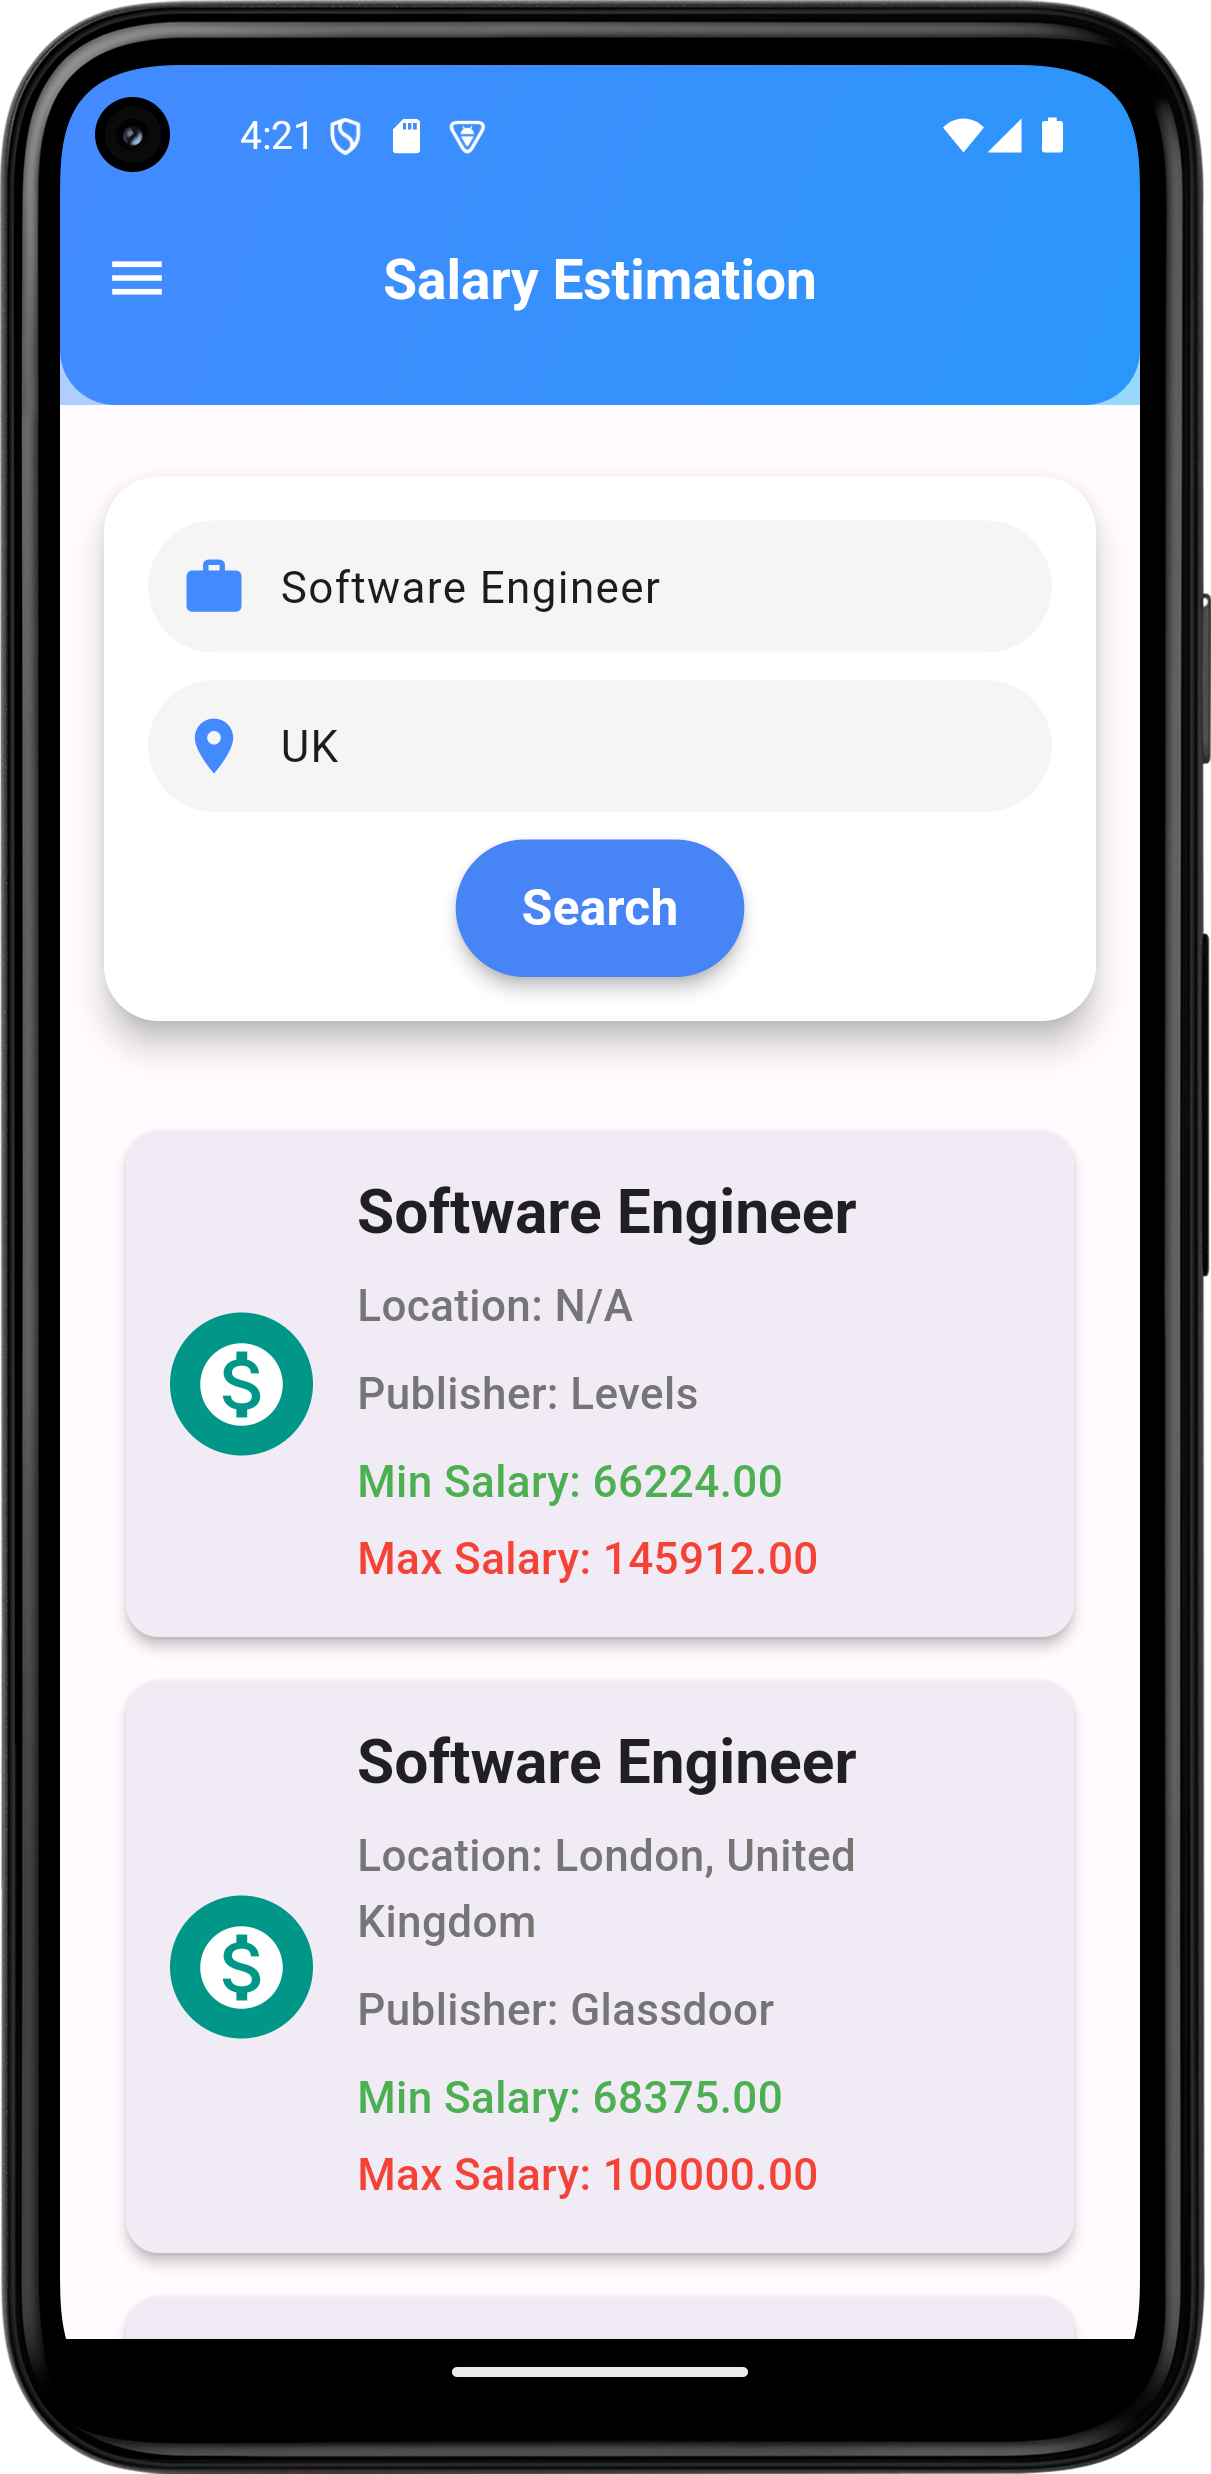 4:21
Salary Estimation
Software Engineer
UK
Search
Software Engineer
Location: N/A
Publisher: Levels
Min Salary: 66224.00
Max Salary: 145912.00
Software Engineer
Location: London, United
Kingdom
Publisher: Glassdoor
Min Salary: 68375.00
Max Salary: 100000.00